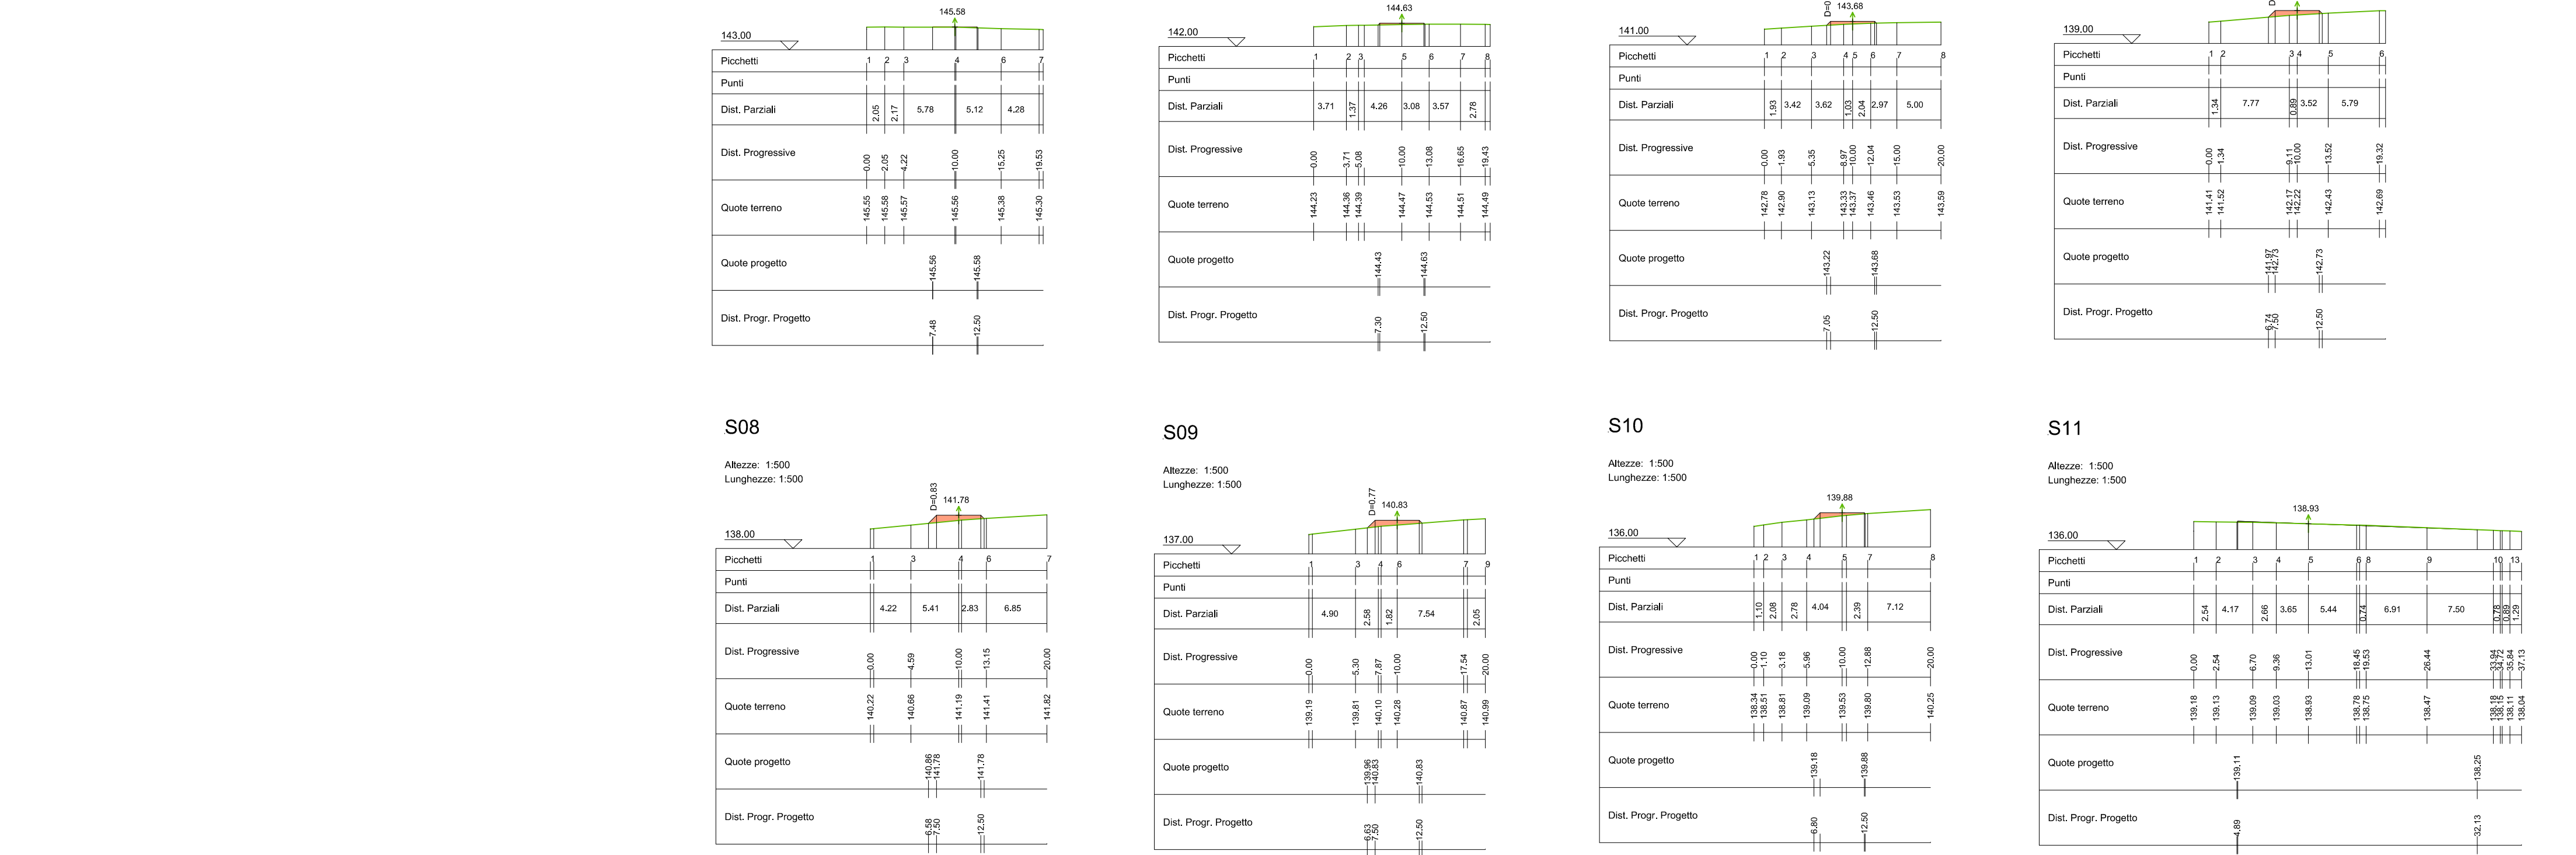 145.58
143.00
Picchetti 1 2 3 4 6 7
Punti
Dist. Parziali 2.05 2.17 5.78 5.12 4.28
Dist. Progressive 0.00 2.05 4.22 10.00 15.25 19.53
Quote terreno 145.55 145.58 145.57 145.56 145.38 145.30
Quote progetto 145.56 145.58
Dist. Progr. Progetto 7.48 12.50
144.63
142.00
Picchetti 1 2 3 5 6 7 8
Punti
Dist. Parziali 3.71 1.37 4.26 3.08 3.57 2.78
Dist. Progressive 0.00 3.71 5.08 10.00 13.08 16.65 19.43
Quote terreno 144.23 144.36 144.39 144.47 144.53 144.51 144.49
Quote progetto 144.43 144.63
Dist. Progr. Progetto 7.30 12.50
D=0
143.68
141.00
Picchetti 1 2 3 4 5 6 7 8
Punti
Dist. Parziali 1.93 3.42 3.62 1.03 2.04 2.97 5.00
Dist. Progressive 0.00 1.93 5.35 8.97 10.00 12.04 15.00 20.00
Quote terreno 142.78 142.90 143.13 143.33 143.37 143.46 143.53 143.59
Quote progetto 143.22 143.68
Dist. Progr. Progetto 7.05 12.50
139.00
Picchetti 1 2 3 4 5 6
Punti
Dist. Parziali 1.34 7.77 0.89 3.52 5.79
Dist. Progressive 0.00 1.34 9.11 10.00 13.52 19.32
Quote terreno 141.41 141.52 142.17 142.22 142.43 142.69
Quote progetto 141.97 142.73 142.73
Dist. Progr. Progetto 6.74 7.50 12.50
S08
Altezze: 1:500
Lunghezze: 1:500
D=0.83
141.78
138.00
Picchetti 1 3 4 6 7
Punti
Dist. Parziali 4.22 5.41 2.83 6.85
Dist. Progressive 0.00 4.59 10.00 13.15 20.00
Quote terreno 140.22 140.66 141.19 141.41 141.82
Quote progetto 140.86 141.78 141.78
Dist. Progr. Progetto 6.58 7.50 12.50
S09
Altezze: 1:500
Lunghezze: 1:500
D=0.77
140.83
137.00
Picchetti 1 3 4 6 7 9
Punti
Dist. Parziali 4.90 2.58 1.82 7.54 2.05
Dist. Progressive 0.00 5.30 7.87 10.00 17.54 20.00
Quote terreno 139.19 139.81 140.10 140.28 140.87 140.99
Quote progetto 139.96 140.83 140.83
Dist. Progr. Progetto 6.63 7.50 12.50
S10
Altezze: 1:500
Lunghezze: 1:500
139.88
136.00
Picchetti 1 2 3 4 5 7 8
Punti
Dist. Parziali 1.10 2.08 2.78 4.04 2.39 7.12
Dist. Progressive 0.00 1.10 3.18 5.96 10.00 12.88 20.00
Quote terreno 138.34 138.51 138.81 139.09 139.53 139.80 140.25
Quote progetto 139.18 139.88
Dist. Progr. Progetto 6.80 12.50
S11
Altezze: 1:500
Lunghezze: 1:500
138.93
136.00
Picchetti 1 2 3 4 5 6 8 9 10 13
Punti
Dist. Parziali 2.54 4.17 2.66 3.65 5.44 0.74 6.91 7.50 0.78 0.89 1.29
Dist. Progressive 0.00 2.54 6.70 9.36 13.01 18.45 19.53 26.44 33.94 34.72 35.84 37.13
Quote terreno 139.18 139.13 139.09 139.03 138.93 138.78 138.75 138.47 138.18 138.15 138.11 138.04
Quote progetto 139.11 138.25
Dist. Progr. Progetto 4.89 32.13